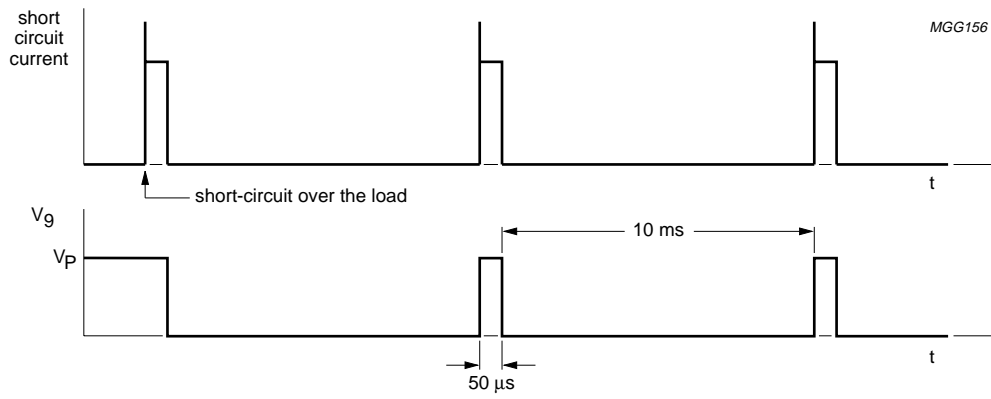 short
circuit
current
MGG156
t
short-circuit over the load
V9
VP
10 ms
t
50 μs